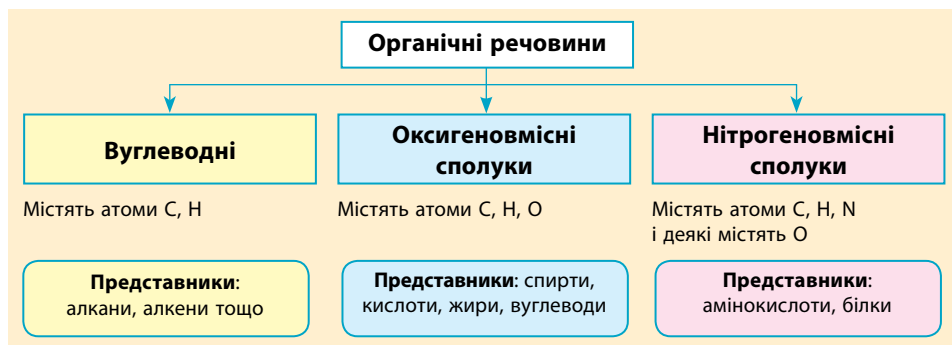 Органічні речовини
Вуглеводні
Містять атоми C, H
Представники:
алкани, алкени тощо
Оксигеновмісні
сполуки
Містять атоми C, H, O
Представники: спирти,
кислоти, жири, вуглеводи
Нітрогеновмісні
сполуки
Містять атоми C, H, N
і деякі містять O
Представники:
амінокислоти, білки